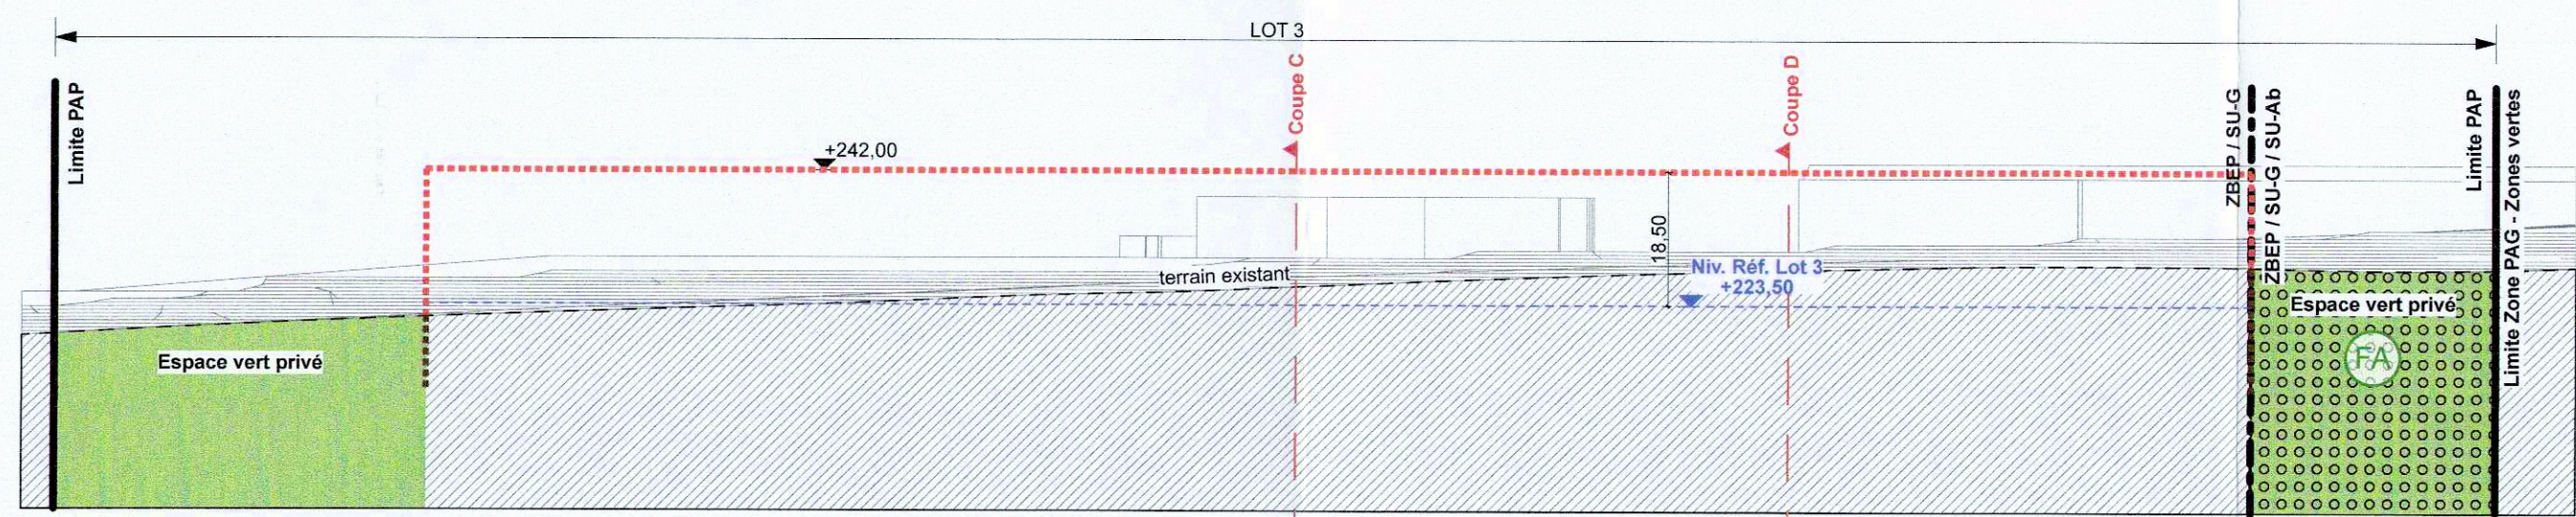 LOT 3
Limite PAP
Coupe C
Coupe D
ZBEP / SU-G
ZBEP / SU-G / SU-Ab
Limite PAP
Limite Zone PAG - Zones vertes
+242,00
18,50
terrain existant
Niv. Réf. Lot 3
+223,50
Espace vert privé
Espace vert privé
FA